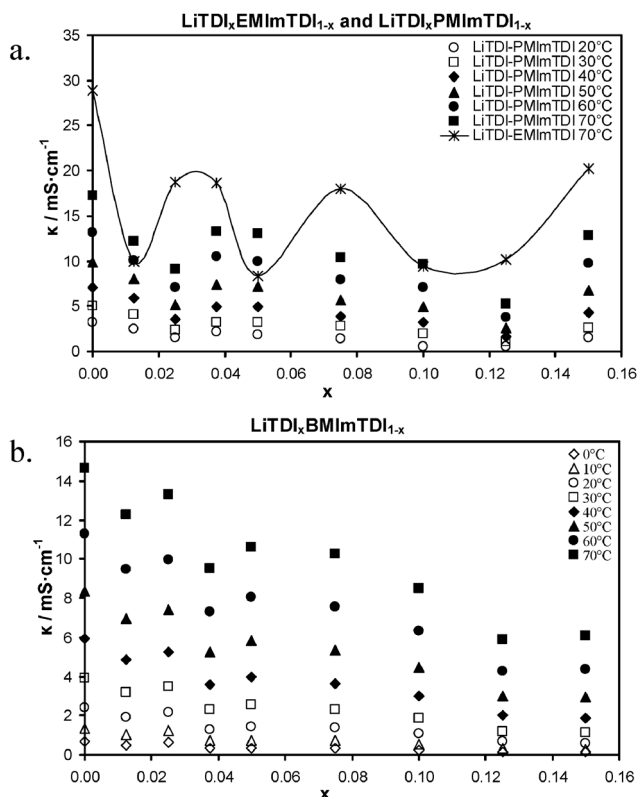 LiTDIₓEMImTDI₁₋ₓ and LiTDIₓPMImTDI₁₋ₓ
a.
35
30
25
20
15
10
5
0
κ / mS·cm⁻¹
LiTDI-PMImTDI 20°C
LiTDI-PMImTDI 30°C
LiTDI-PMImTDI 40°C
LiTDI-PMImTDI 50°C
LiTDI-PMImTDI 60°C
LiTDI-PMImTDI 70°C
LiTDI-EMImTDI 70°C
0.00 0.02 0.04 0.06 0.08 0.10 0.12 0.14 0.16
x
LiTDIₓBMImTDI₁₋ₓ
b.
16
14
12
10
8
6
4
2
0
κ / mS·cm⁻¹
0°C
10°C
20°C
30°C
40°C
50°C
60°C
70°C
0.00 0.02 0.04 0.06 0.08 0.10 0.12 0.14 0.16
x